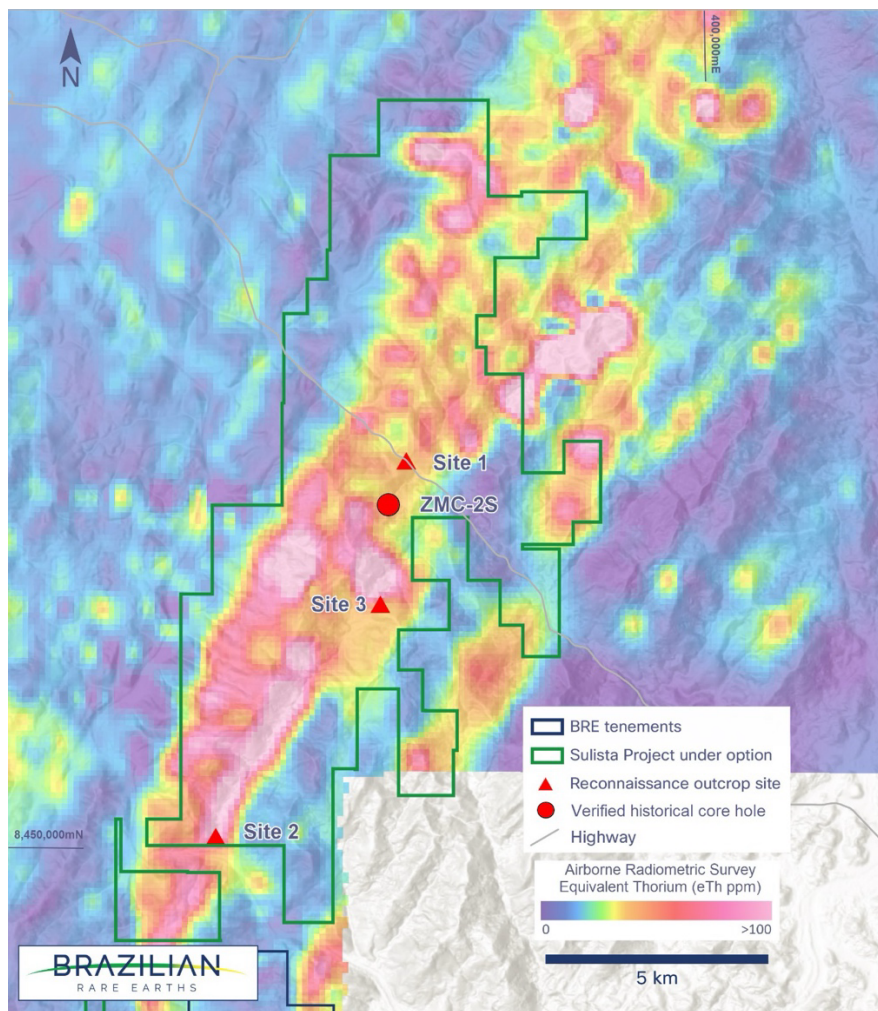 400,000mE
N
Site 1
ZMC-2S
Site 3
Site 2
8,450,000mN
BRE tenements
Sulista Project under option
Reconnaissance outcrop site
Verified historical core hole
Highway
Airborne Radiometric Survey
Equivalent Thorium (eTh ppm)
0 >100
5 km
BRAZILIAN
RARE EARTHS